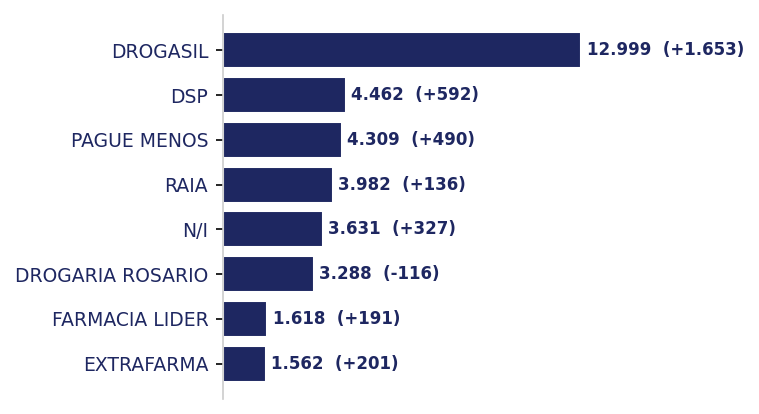 DROGASIL 12.999 (+1.653)
DSP 4.462 (+592)
PAGUE MENOS 4.309 (+490)
RAIA 3.982 (+136)
N/I 3.631 (+327)
DROGARIA ROSARIO 3.288 (-116)
FARMACIA LIDER 1.618 (+191)
EXTRAFARMA 1.562 (+201)